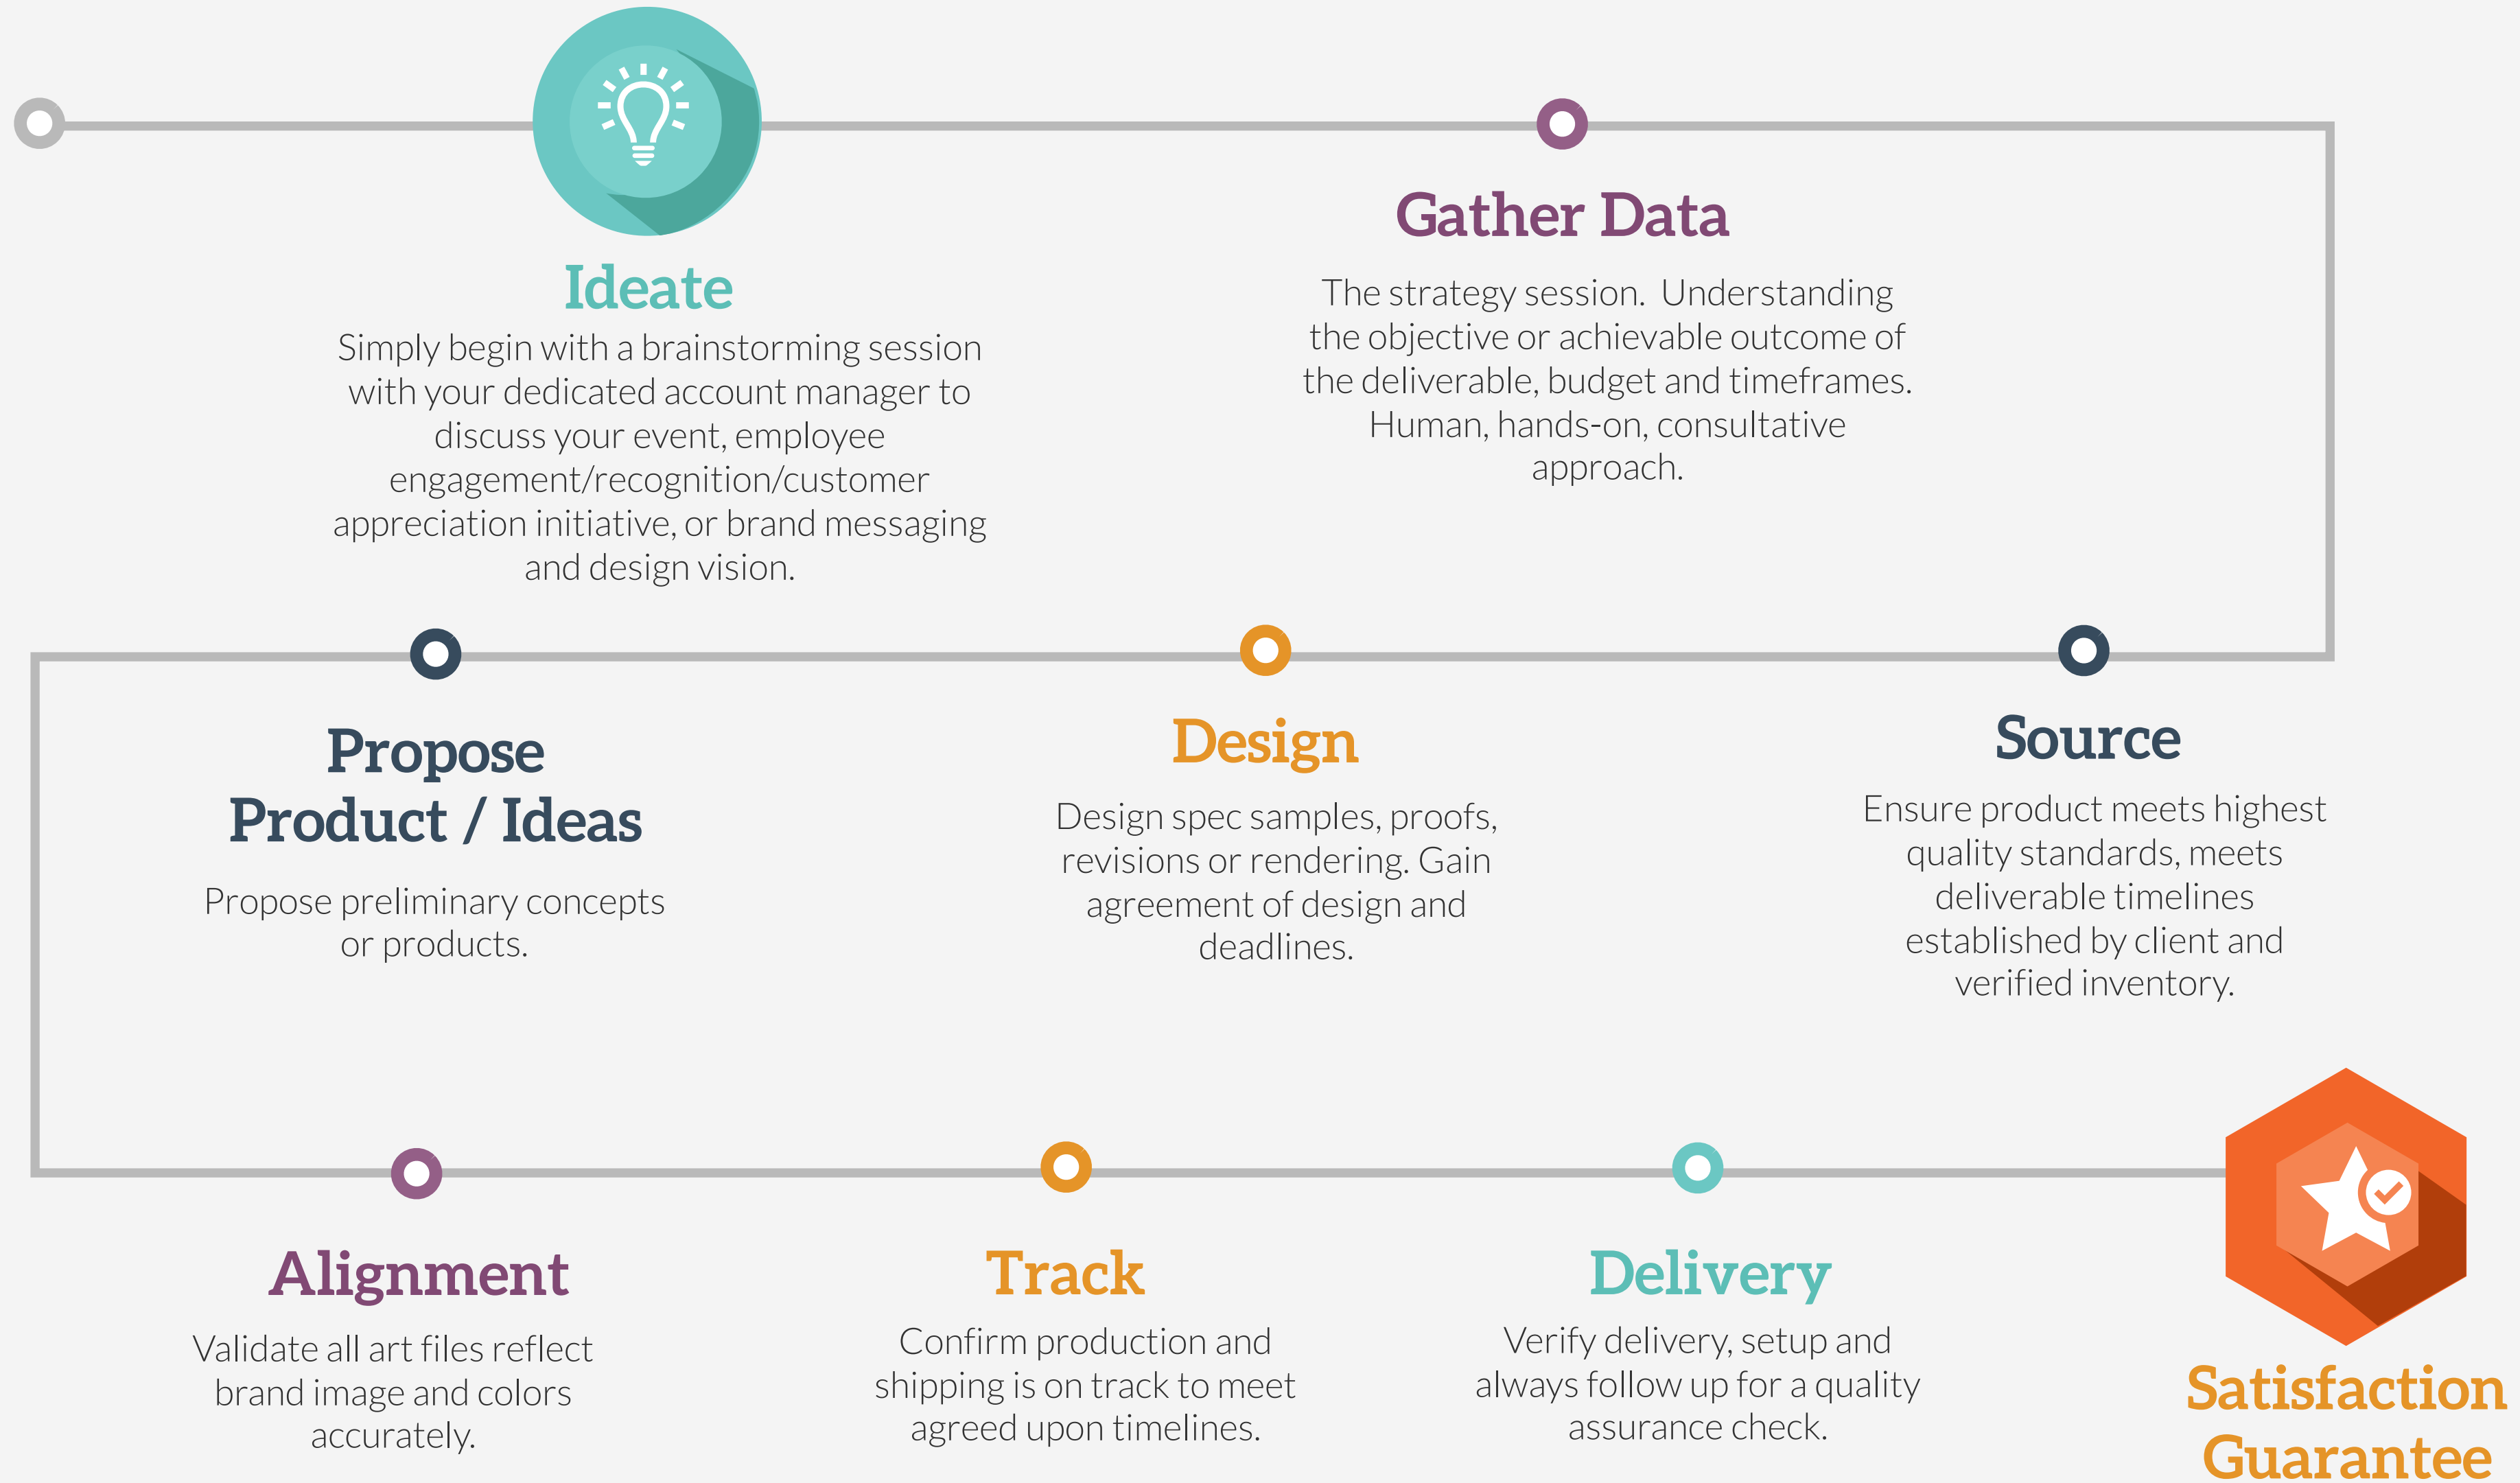 Ideate
Simply begin with a brainstorming session
with your dedicated account manager to
discuss your event, employee
engagement/recognition/customer
appreciation initiative, or brand messaging
and design vision.
Gather Data
The strategy session.  Understanding
the objective or achievable outcome of
the deliverable, budget and timeframes.
Human, hands-on, consultative
approach.
Propose
Product / Ideas
Propose preliminary concepts
or products.
Design
Design spec samples, proofs,
revisions or rendering. Gain
agreement of design and
deadlines.
Source
Ensure product meets highest
quality standards, meets
deliverable timelines
established by client and
verified inventory.
Alignment
Validate all art files reflect
brand image and colors
accurately.
Track
Confirm production and
shipping is on track to meet
agreed upon timelines.
Delivery
Verify delivery, setup and
always follow up for a quality
assurance check.
Satisfaction
Guarantee